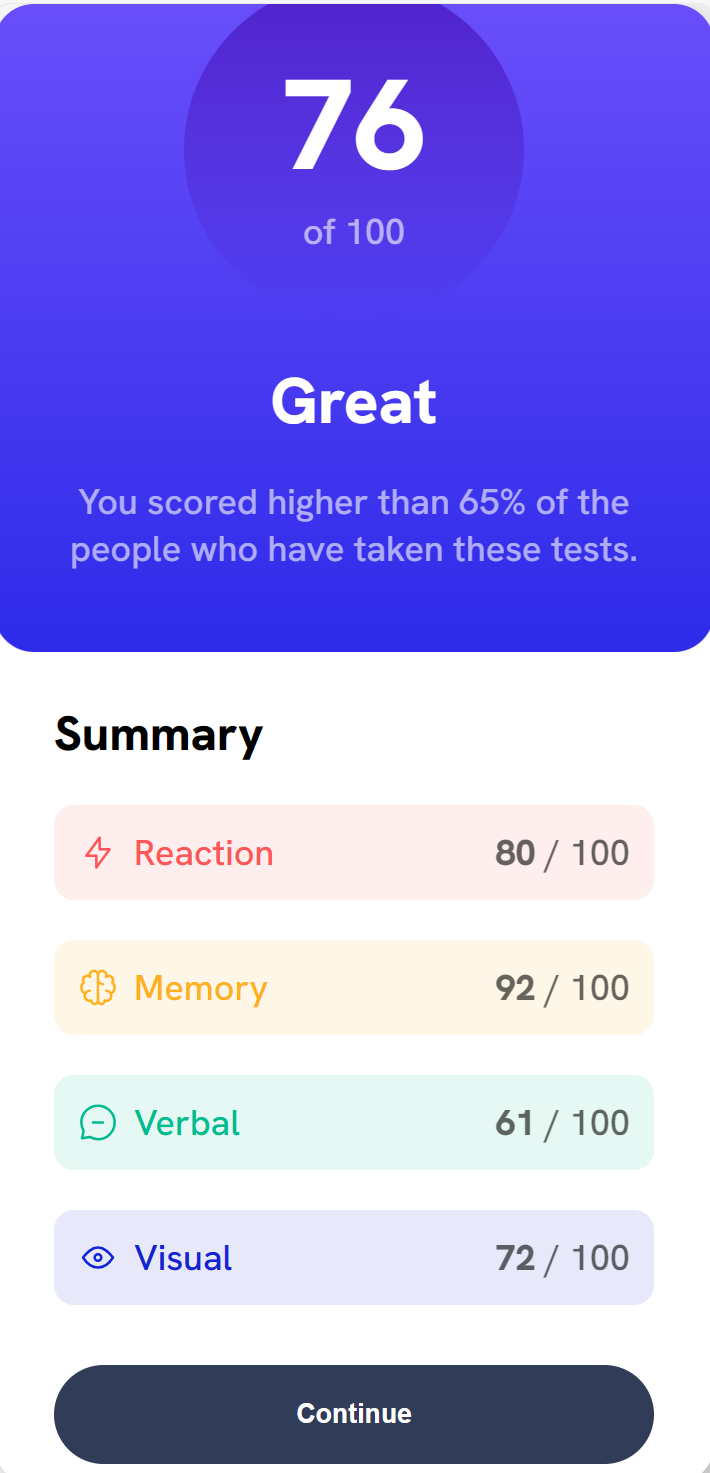 76
of 100
Great
You scored higher than 65% of the
people who have taken these tests.
Summary
Reaction 80 / 100
Memory 92 / 100
Verbal 61 / 100
Visual 72 / 100
Continue